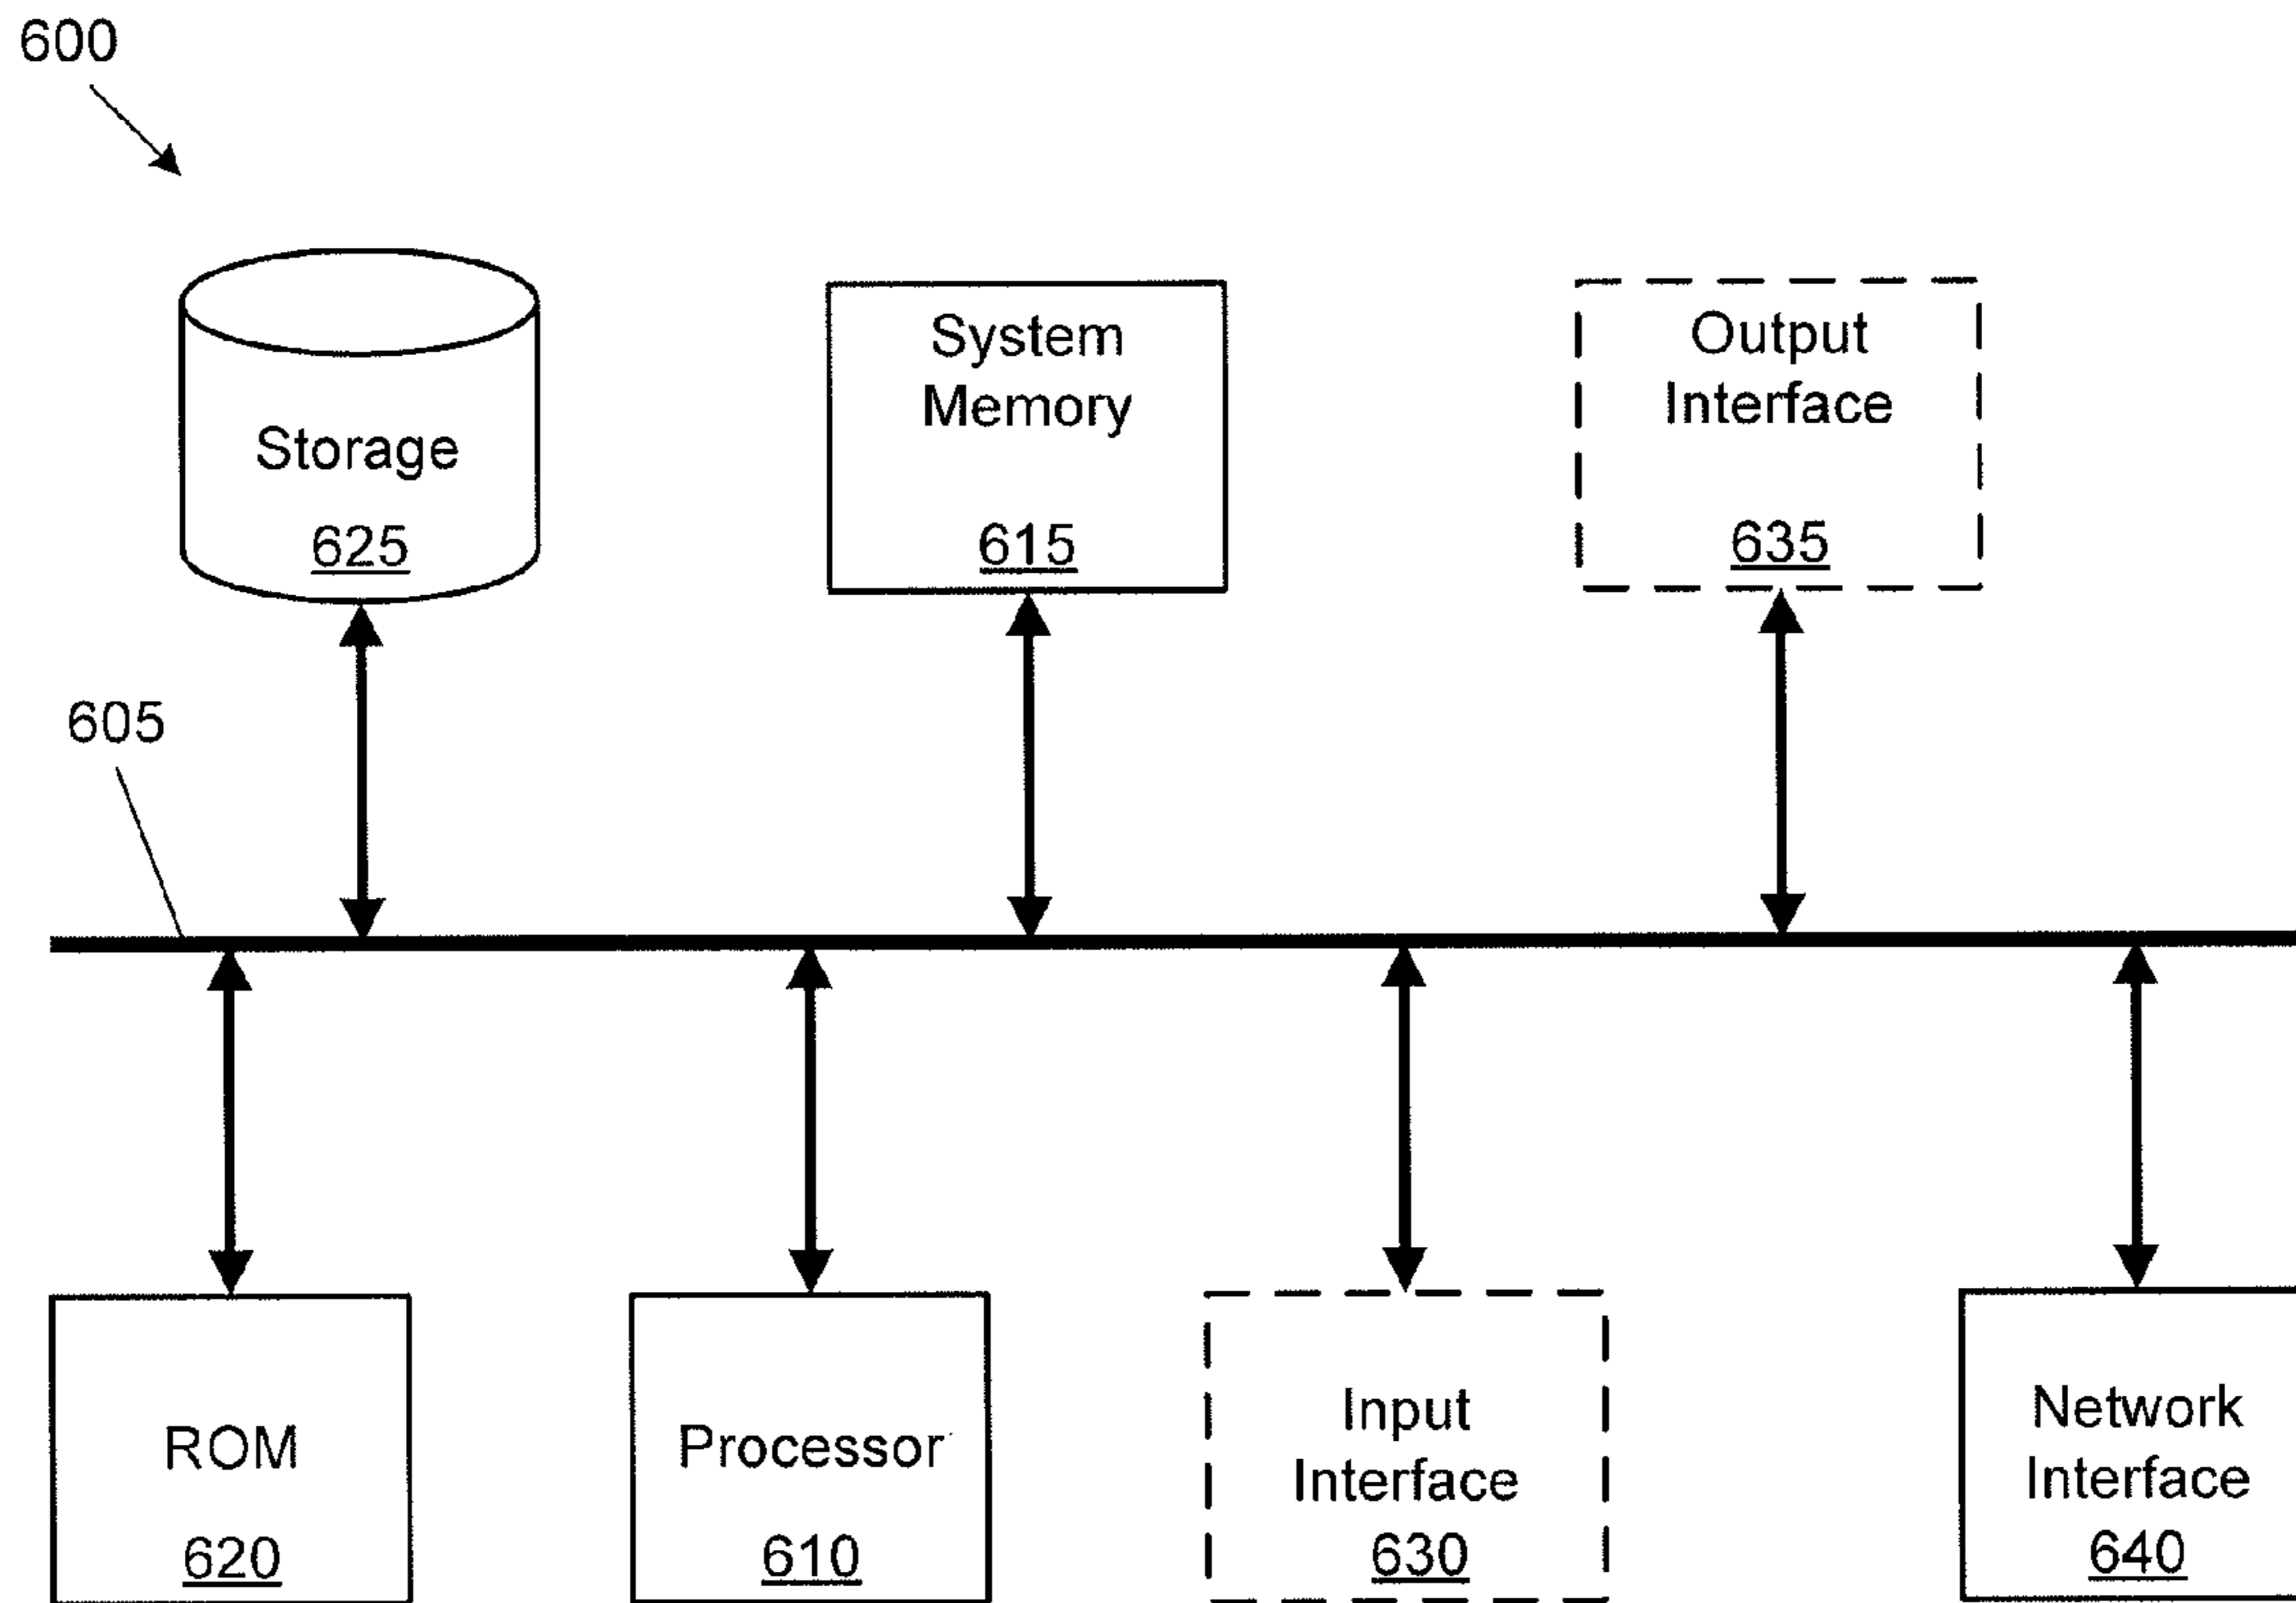 600
Storage
625
System
Memory
615
Output
Interface
635
605
ROM
620
Processor
610
Input
Interface
630
Network
Interface
640